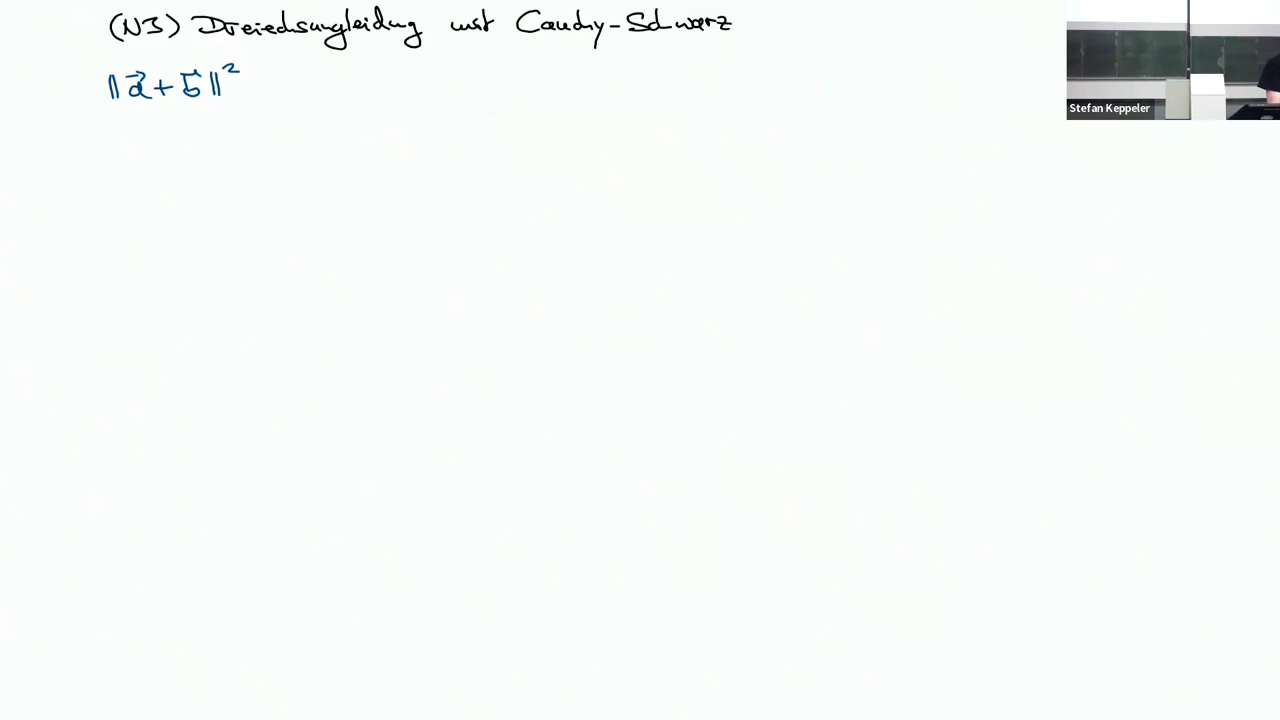 (N3) Dreiecksungleichung mit Cauchy-Schwarz
‖a⃗ + b⃗‖²
Stefan Keppeler